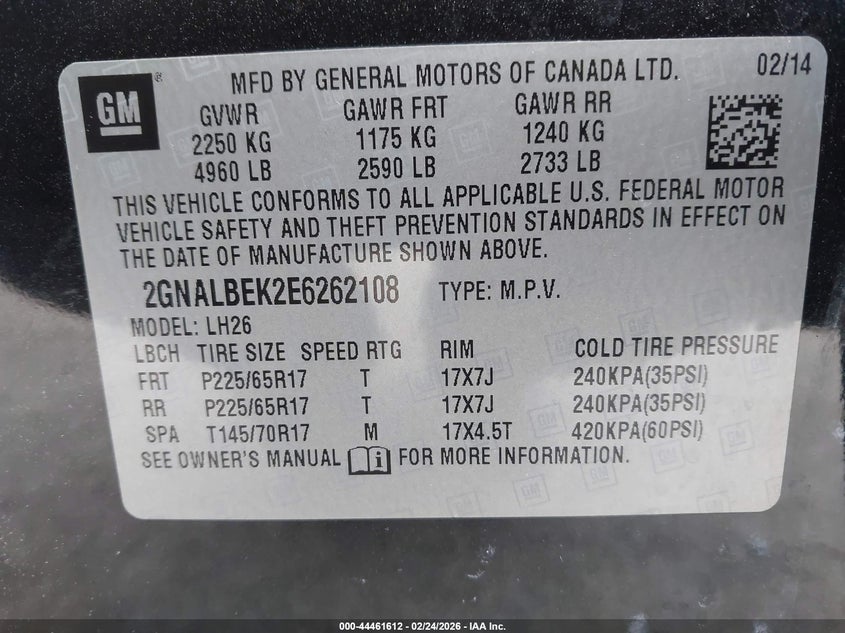 GM ®
MFD BY GENERAL MOTORS OF CANADA LTD. 02/14
GVWR GAWR FRT GAWR RR
2250 KG 1175 KG 1240 KG
4960 LB 2590 LB 2733 LB
THIS VEHICLE CONFORMS TO ALL APPLICABLE U.S. FEDERAL MOTOR
VEHICLE SAFETY AND THEFT PREVENTION STANDARDS IN EFFECT ON
THE DATE OF MANUFACTURE SHOWN ABOVE.
2GNALBEK2E6262108 TYPE: M.P.V.
MODEL: LH26
LBCH TIRE SIZE SPEED RTG RIM COLD TIRE PRESSURE
FRT P225/65R17 T 17X7J 240KPA(35PSI)
RR P225/65R17 T 17X7J 240KPA(35PSI)
SPA T145/70R17 M 17X4.5T 420KPA(60PSI)
SEE OWNER'S MANUAL i FOR MORE INFORMATION.
000-44461612 - 02/24/2026 - IAA Inc.